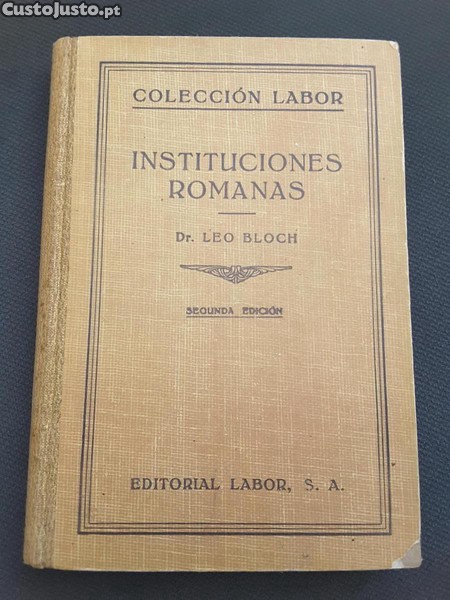 CustoJusto.pt
COLECCIÓN LABOR
INSTITUCIONES
ROMANAS
Dr. LEO BLOCH
SEGUNDA EDICIÓN
EDITORIAL LABOR, S. A.